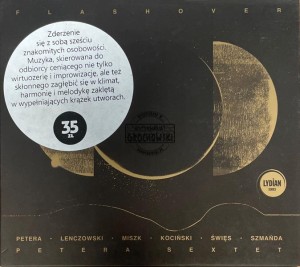 FLASHOVER
Zderzenie
się z sobą sześciu
znakomitych osobowości.
Muzyka, skierowana do
odbiorcy ceniącego nie tylko
wirtuozerię i improwizację, ale też
skłonnego zagłębić się w klimat,
harmonię i melodykę zaklętą
w wypełniających krążek utworach.
35
LYDIAN
SERIES
PETERA · LENCZOWSKI · MISZK · KOCIŃSKI · ŚWIĘS · SZMAŃDA
PETERA SEXTET